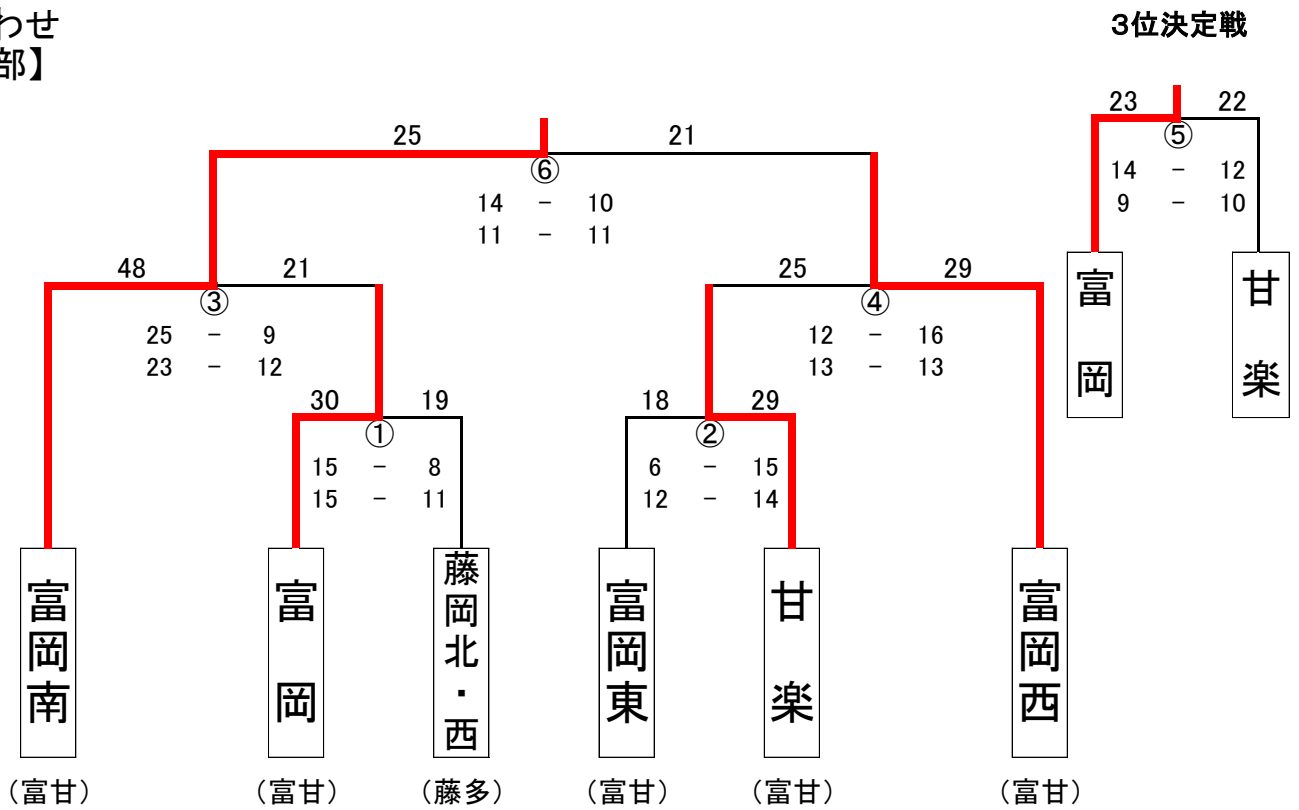 わせ
部】
3位決定戦
23 22
⑤
14 - 12
9 - 10
富岡
甘楽
25 21
⑥
14 - 10
11 - 11
48 21
③
25 - 9
23 - 12
25 29
④
12 - 16
13 - 13
30 19
①
15 - 8
15 - 11
18 29
②
6 - 15
12 - 14
富岡南
富岡
藤岡北・西
富岡東
甘楽
富岡西
（富甘） （富甘） （藤多） （富甘） （富甘） （富甘）